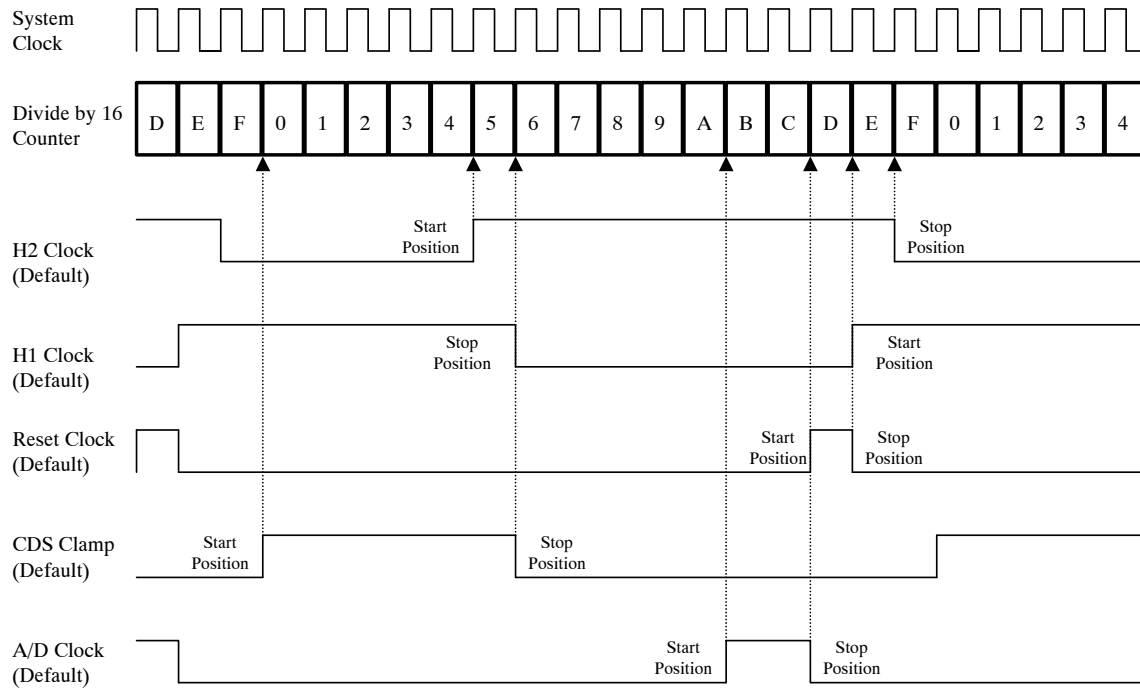 System
Clock
Divide by 16
Counter
D E F 0 1 2 3 4 5 6 7 8 9 A B C D E F 0 1 2 3 4
H2 Clock
(Default)
Start
Position
Stop
Position
H1 Clock
(Default)
Stop
Position
Start
Position
Reset Clock
(Default)
Start
Position
Stop
Position
CDS Clamp
(Default)
Start
Position
Stop
Position
A/D Clock
(Default)
Start
Position
Stop
Position